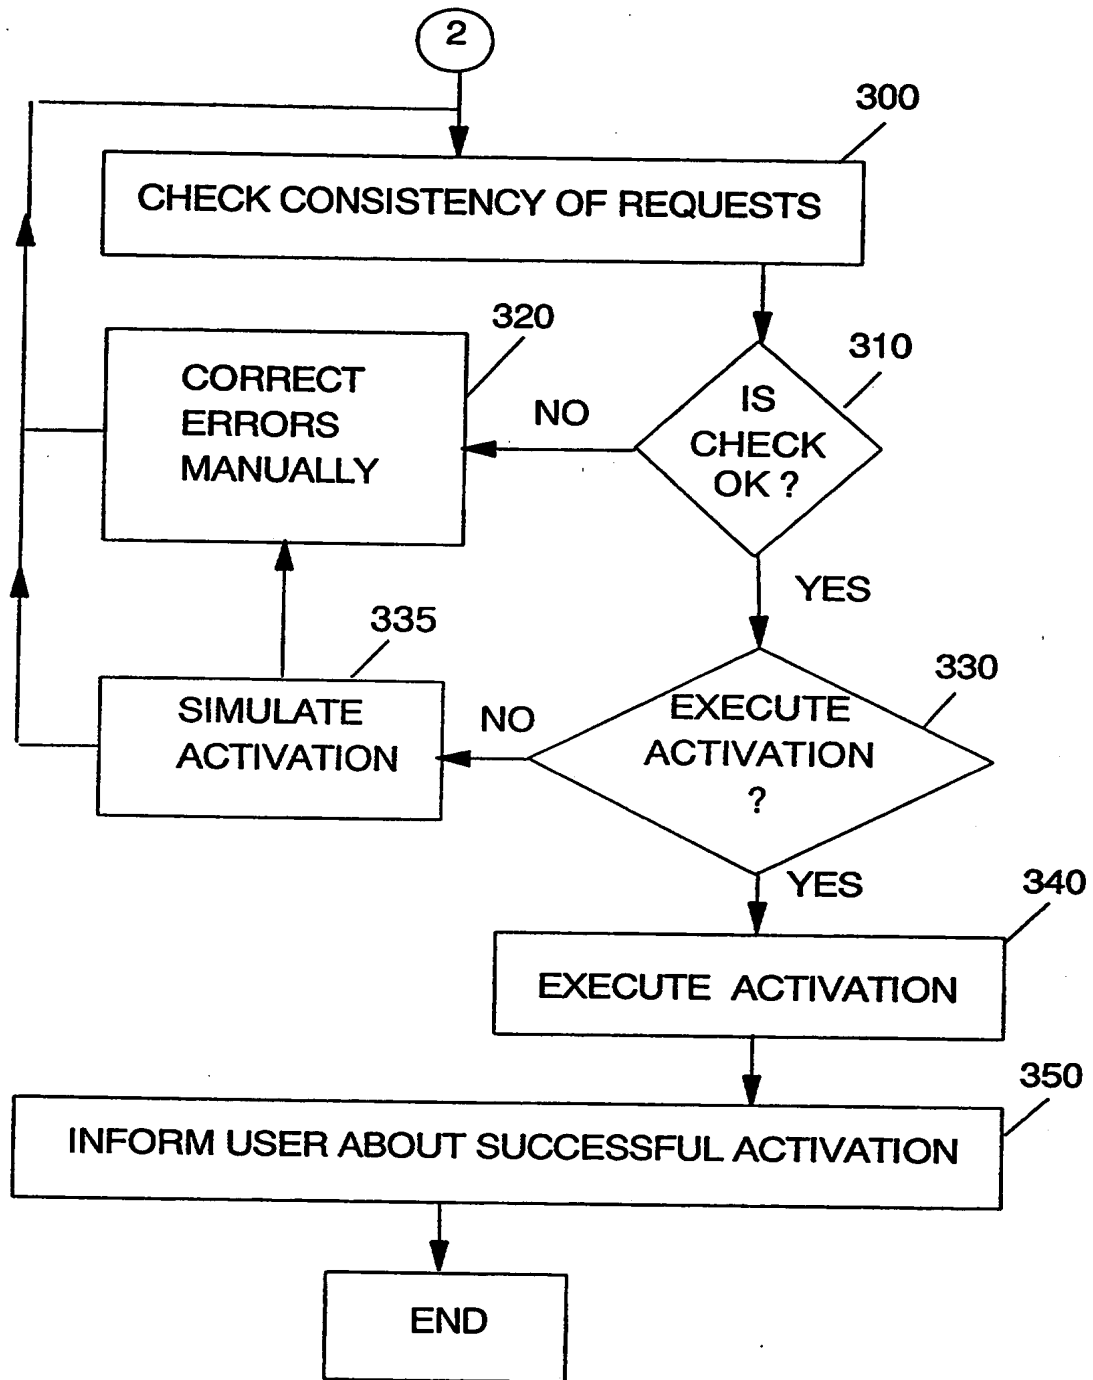 2
300
CHECK CONSISTENCY OF REQUESTS
320
310
CORRECT
ERRORS
MANUALLY
NO
IS
CHECK
OK ?
YES
335
330
SIMULATE
ACTIVATION
NO
EXECUTE
ACTIVATION
?
YES
340
EXECUTE ACTIVATION
350
INFORM USER ABOUT SUCCESSFUL ACTIVATION
END